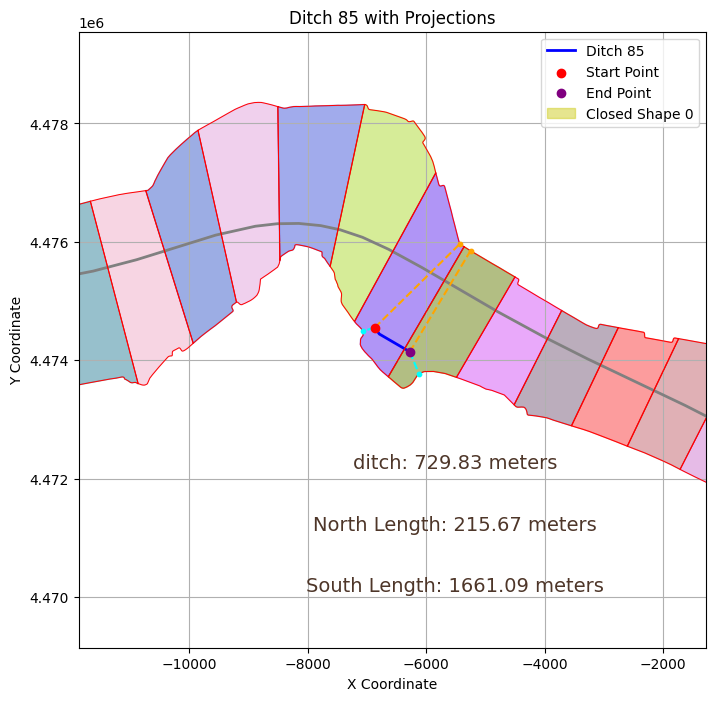 Ditch 85 with Projections
1e6
Ditch 85
Start Point
End Point
Closed Shape 0
4.478
4.476
4.474
4.472
4.470
Y Coordinate
ditch: 729.83 meters
North Length: 215.67 meters
South Length: 1661.09 meters
−10000
−8000
−6000
−4000
−2000
X Coordinate